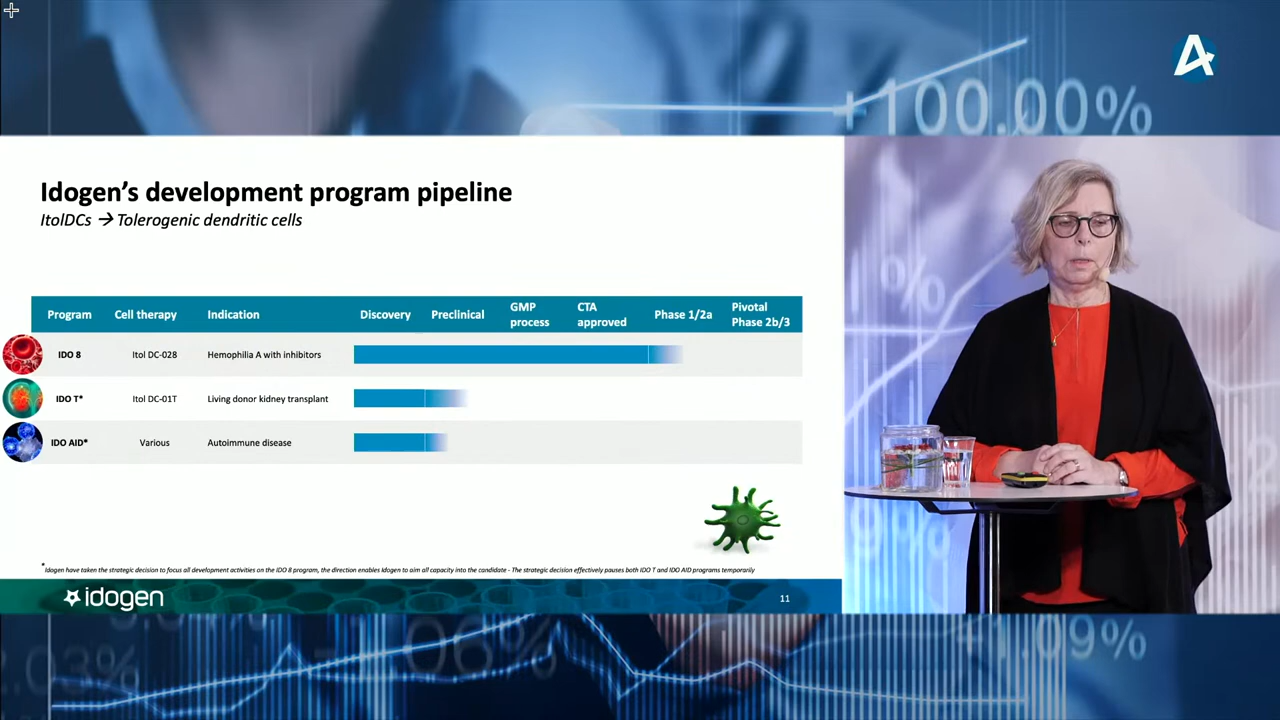 +100.00%
Idogen's development program pipeline
ItolDCs → Tolerogenic dendritic cells
Program Cell therapy Indication Discovery Preclinical GMP process CTA approved Phase 1/2a Pivotal Phase 2b/3
IDO 8 Itol DC-028 Hemophilia A with inhibitors
IDO T* Itol DC-01T Living donor kidney transplant
IDO AID* Various Autoimmune disease
*Idogen have taken the strategic decision to focus all development activities on the IDO 8 program, the direction enables Idogen to aim all capacity into the candidate - The strategic decision effectively pauses both IDO T and IDO AID programs temporarily
idogen
11